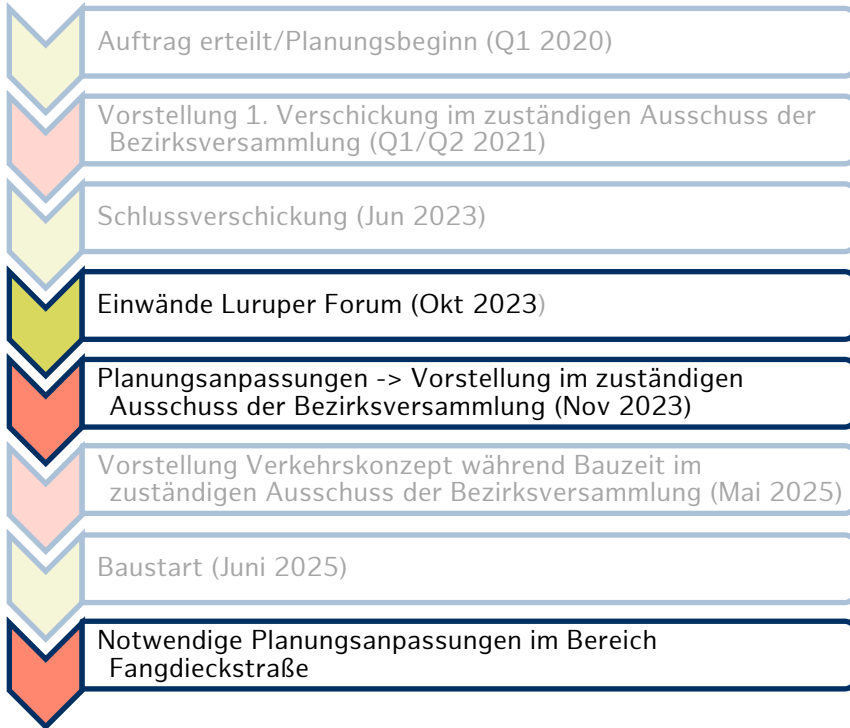 Auftrag erteilt/Planungsbeginn (Q1 2020)
Vorstellung 1. Verschickung im zuständigen Ausschuss der
Bezirksversammlung (Q1/Q2 2021)
Schlussverschickung (Jun 2023)
Einwände Luruper Forum (Okt 2023)
Planungsanpassungen -> Vorstellung im zuständigen
Ausschuss der Bezirksversammlung (Nov 2023)
Vorstellung Verkehrskonzept während Bauzeit im
zuständigen Ausschuss der Bezirksversammlung (Mai 2025)
Baustart (Juni 2025)
Notwendige Planungsanpassungen im Bereich
Fangdieckstraße